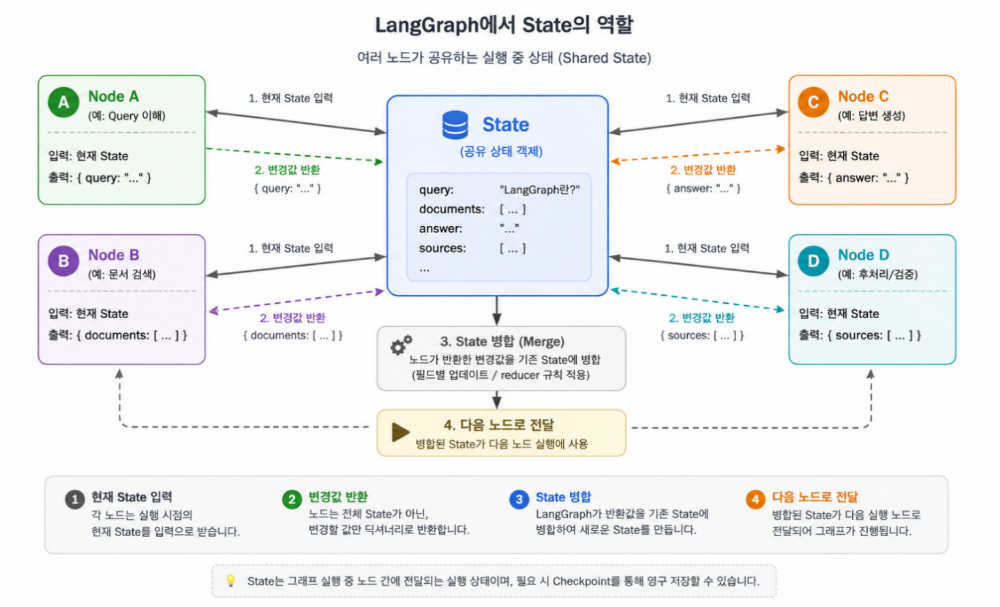 LangGraph에서 State의 역할
여러 노드가 공유하는 실행 중 상태 (Shared State)
A
Node A
(예: Query 이해)
입력: 현재 State
출력: { query: "..." }
1. 현재 State 입력
2. 변경값 반환
{ query: "..." }
B
Node B
(예: 문서 검색)
입력: 현재 State
출력: { documents: [ ... ] }
1. 현재 State 입력
2. 변경값 반환
{ documents: [ ... ] }
State
(공유 상태 객체)
query: "LangGraph란?"
documents: [ ... ]
answer: "..."
sources: [ ... ]
...
1. 현재 State 입력
2. 변경값 반환
{ answer: "..." }
C
Node C
(예: 답변 생성)
입력: 현재 State
출력: { answer: "..." }
1. 현재 State 입력
2. 변경값 반환
{ sources: [ ... ] }
D
Node D
(예: 후처리/검증)
입력: 현재 State
출력: { sources: [ ... ] }
3. State 병합 (Merge)
노드가 반환한 변경값을 기존 State에 병합
(필드별 업데이트 / reducer 규칙 적용)
4. 다음 노드로 전달
병합된 State가 다음 노드 실행에 사용
1 현재 State 입력
각 노드는 실행 시점의
현재 State를 입력으로 받습니다.
2 변경값 반환
노드는 전체 State가 아닌,
변경할 값만 딕셔너리로 반환합니다.
3 State 병합
LangGraph가 반환값을 기존 State에
병합하여 새로운 State를 만듭니다.
4 다음 노드로 전달
병합된 State가 다음 실행 노드로
전달되어 그래프가 진행됩니다.
State는 그래프 실행 중 노드 간에 전달되는 실행 상태이며, 필요 시 Checkpoint를 통해 영구 저장할 수 있습니다.